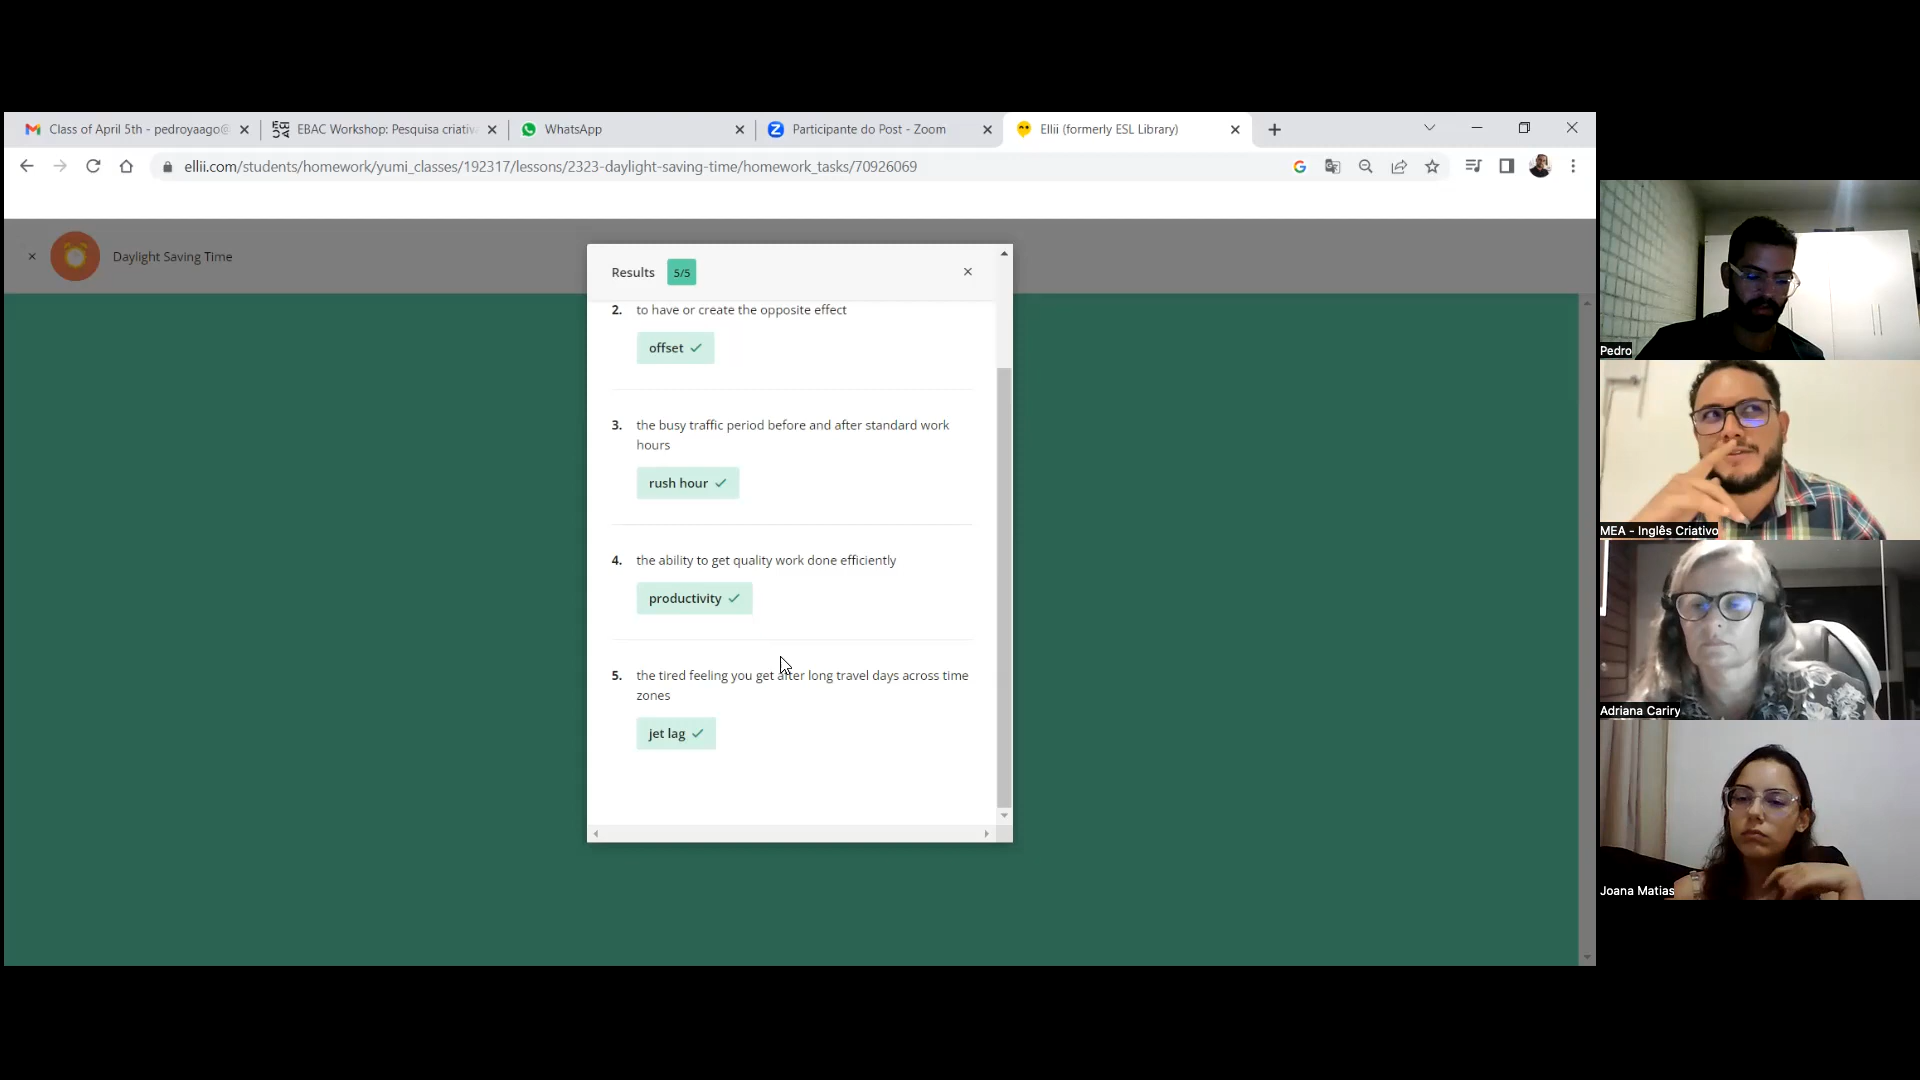 Class of April 5th - pedroyaago@
EBAC Workshop: Pesquisa criativ
WhatsApp
Participante do Post - Zoom
Ellii (formerly ESL Library)
ellii.com/students/homework/yumi_classes/192317/lessons/2323-daylight-saving-time/homework_tasks/70926069
Daylight Saving Time
Results 5/5
2. to have or create the opposite effect
offset
3. the busy traffic period before and after standard work
hours
rush hour
4. the ability to get quality work done efficiently
productivity
5. the tired feeling you get after long travel days across time
zones
jet lag
Pedro
MEA - Inglês Criativo
Adriana Cariry
Joana Matias